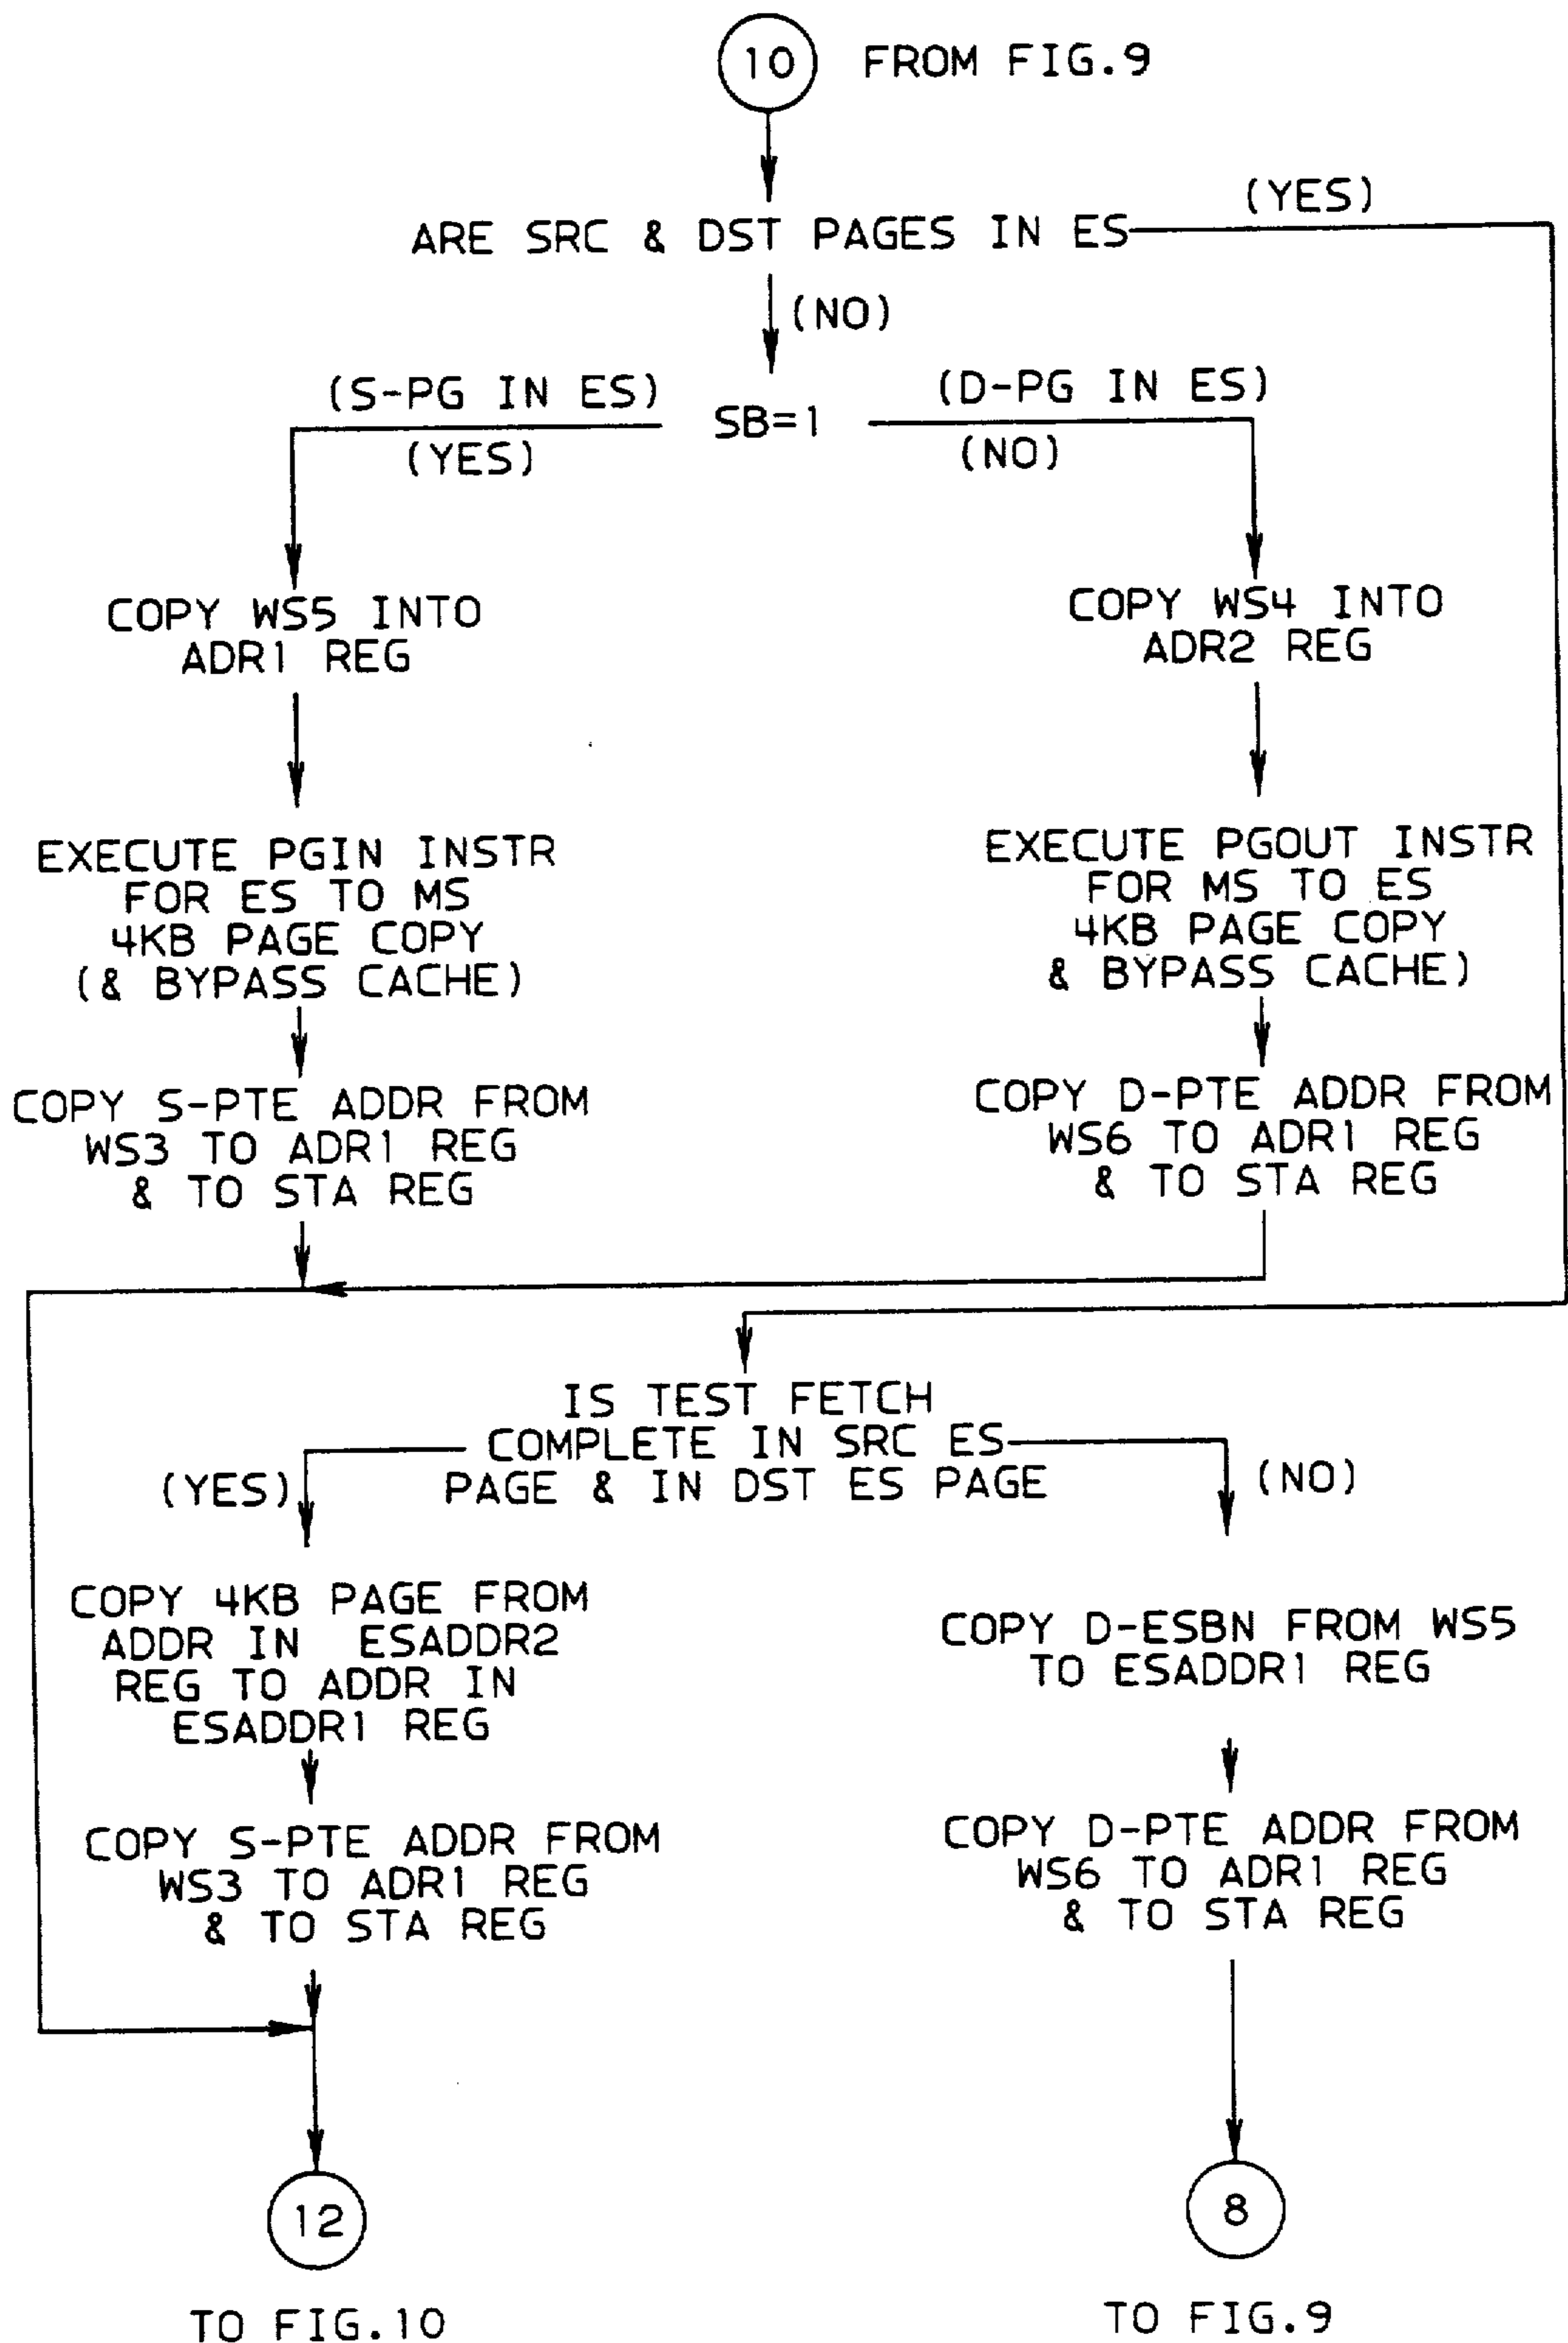 10 FROM FIG.9
ARE SRC & DST PAGES IN ES
(YES)
(NO)
(S-PG IN ES)
(YES)
SB=1
(D-PG IN ES)
(NO)
COPY WS5 INTO
ADR1 REG
COPY WS4 INTO
ADR2 REG
EXECUTE PGIN INSTR
FOR ES TO MS
4KB PAGE COPY
(& BYPASS CACHE)
EXECUTE PGOUT INSTR
FOR MS TO ES
4KB PAGE COPY
& BYPASS CACHE)
COPY S-PTE ADDR FROM
WS3 TO ADR1 REG
& TO STA REG
COPY D-PTE ADDR FROM
WS6 TO ADR1 REG
& TO STA REG
IS TEST FETCH
COMPLETE IN SRC ES
PAGE & IN DST ES PAGE
(YES)
(NO)
COPY 4KB PAGE FROM
ADDR IN ESADDR2
REG TO ADDR IN
ESADDR1 REG
COPY D-ESBN FROM WS5
TO ESADDR1 REG
COPY S-PTE ADDR FROM
WS3 TO ADR1 REG
& TO STA REG
COPY D-PTE ADDR FROM
WS6 TO ADR1 REG
& TO STA REG
12
TO FIG.10
8
TO FIG.9